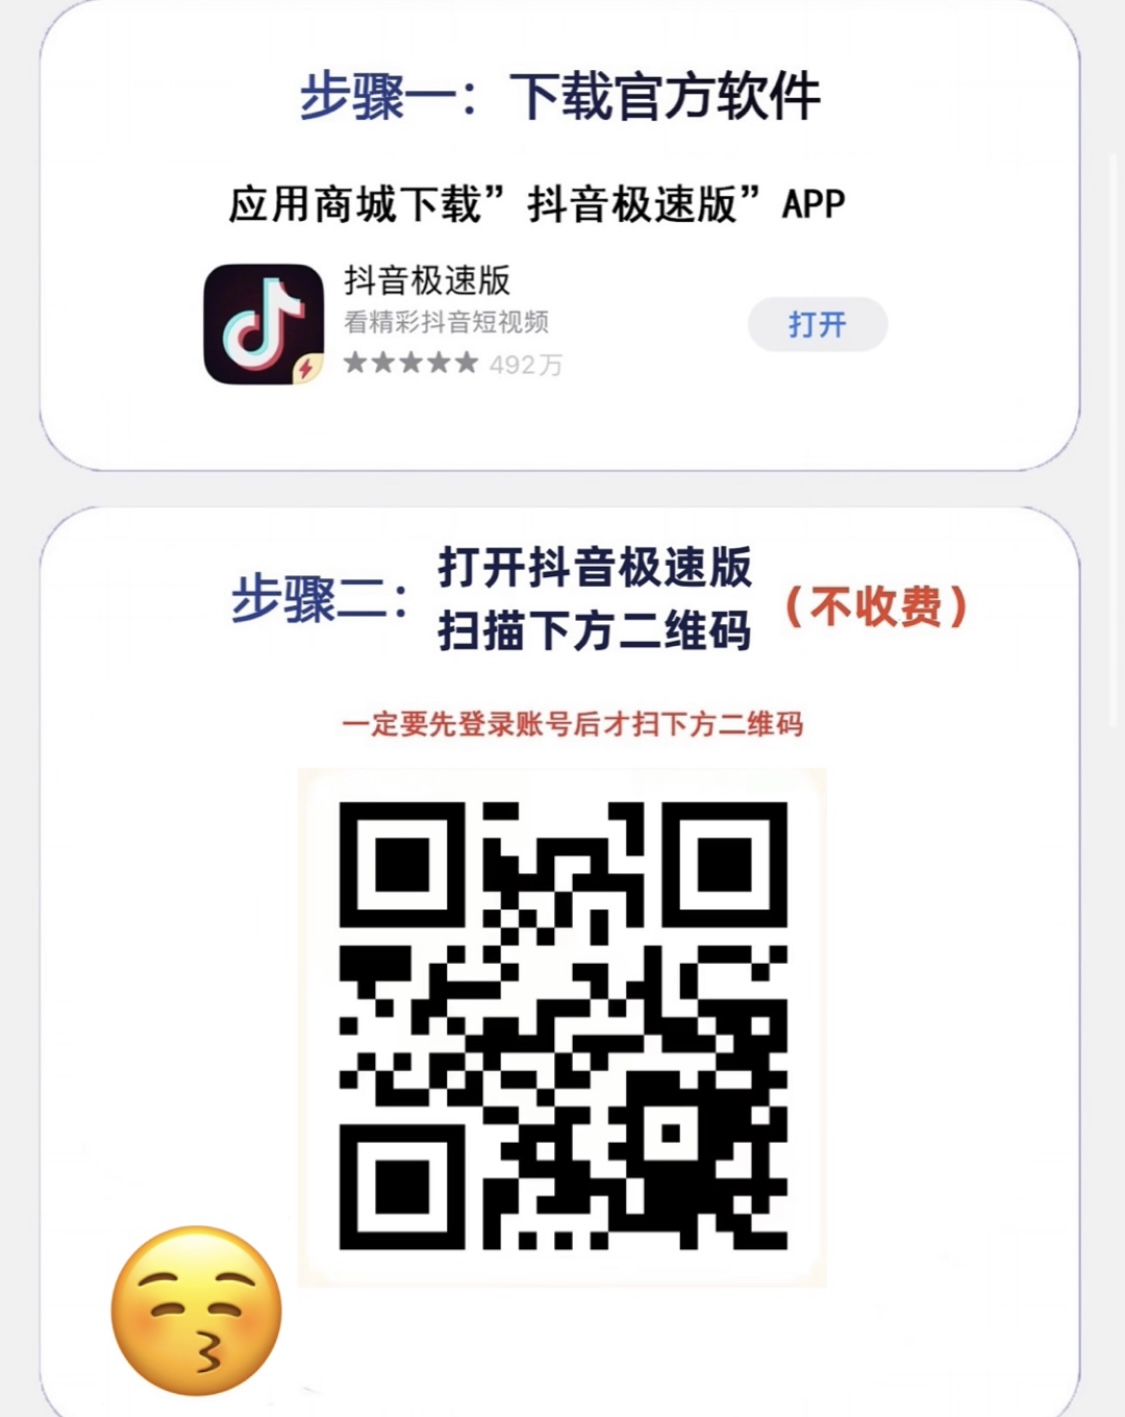 步骤一：下载官方软件
应用商城下载”抖音极速版”APP
抖音极速版
看精彩抖音短视频
492万
打开
步骤二：打开抖音极速版
扫描下方二维码（不收费）
一定要先登录账号后才扫下方二维码